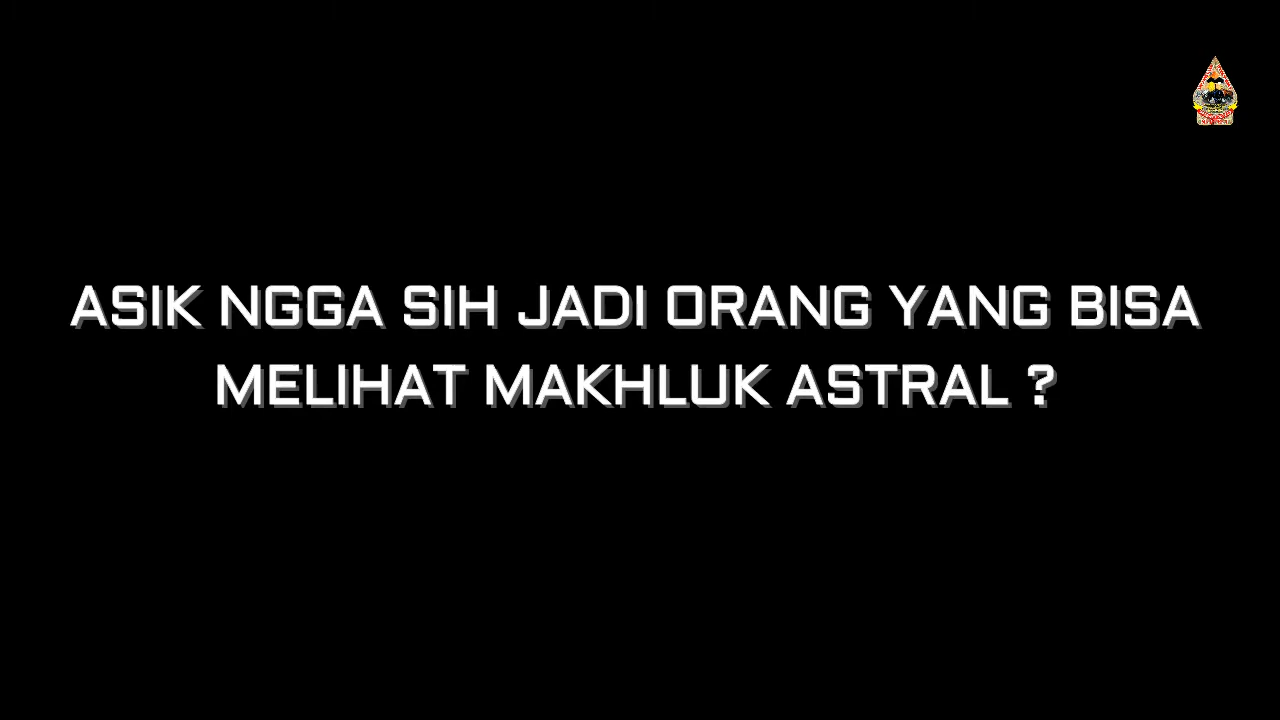 ASIK NGGA SIH JADI ORANG YANG BISA
MELIHAT MAKHLUK ASTRAL ?